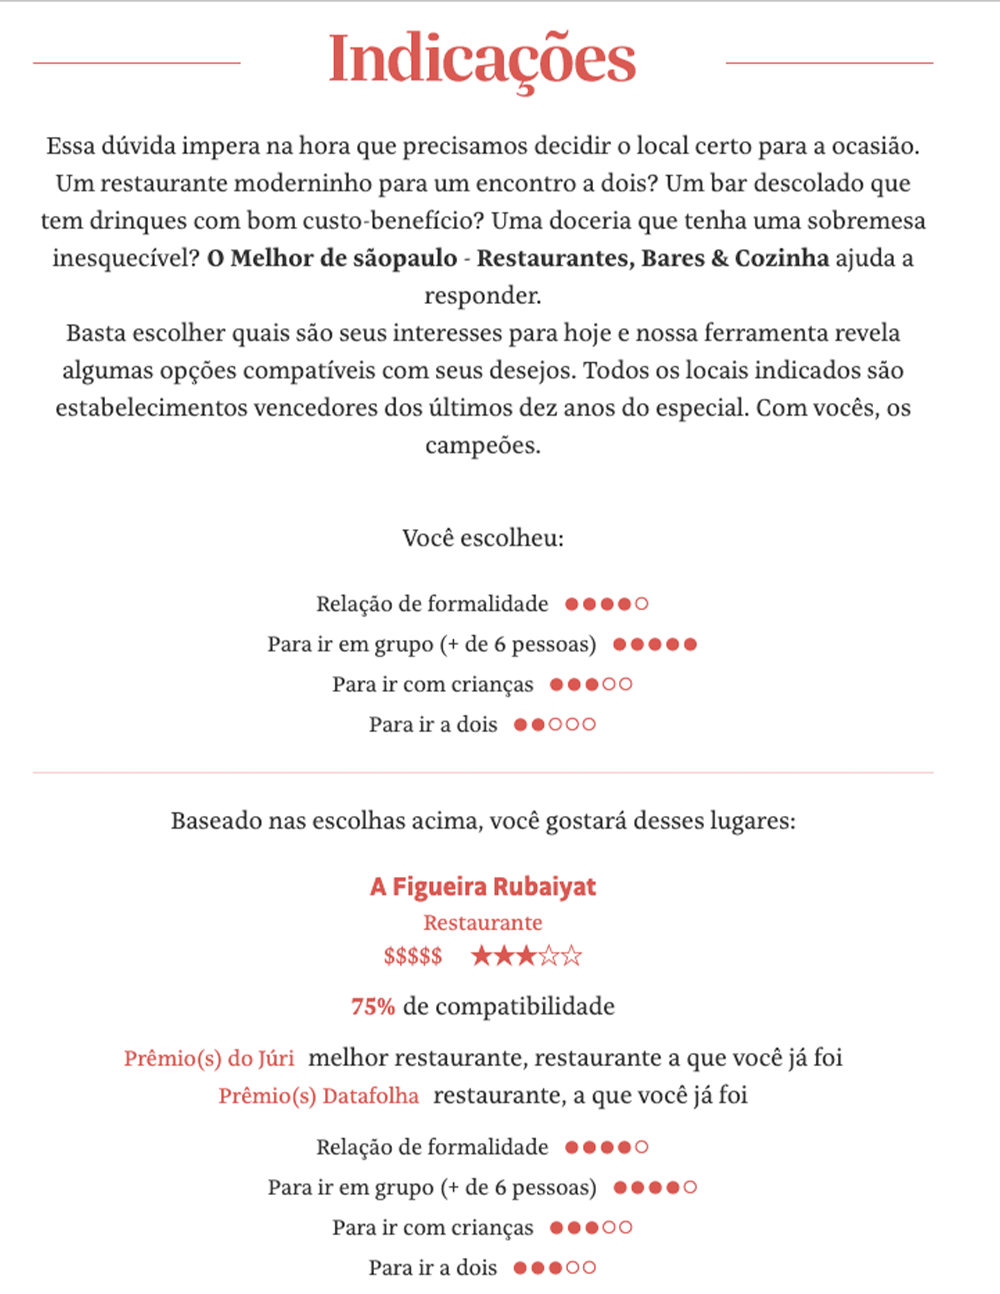 Indicações
Essa dúvida impera na hora que precisamos decidir o local certo para a ocasião.
Um restaurante moderninho para um encontro a dois? Um bar descolado que
tem drinques com bom custo-benefício? Uma doceria que tenha uma sobremesa
inesquecível? O Melhor de sãopaulo - Restaurantes, Bares & Cozinha ajuda a
responder.
Basta escolher quais são seus interesses para hoje e nossa ferramenta revela
algumas opções compatíveis com seus desejos. Todos os locais indicados são
estabelecimentos vencedores dos últimos dez anos do especial. Com vocês, os
campeões.
Você escolheu:
Relação de formalidade ●●●●○
Para ir em grupo (+ de 6 pessoas) ●●●●●
Para ir com crianças ●●●○○
Para ir a dois ●●○○○
Baseado nas escolhas acima, você gostará desses lugares:
A Figueira Rubaiyat
Restaurante
$$$$$ ★★★☆☆
75% de compatibilidade
Prêmio(s) do Júri melhor restaurante, restaurante a que você já foi
Prêmio(s) Datafolha restaurante, a que você já foi
Relação de formalidade ●●●●○
Para ir em grupo (+ de 6 pessoas) ●●●●○
Para ir com crianças ●●●○○
Para ir a dois ●●●○○